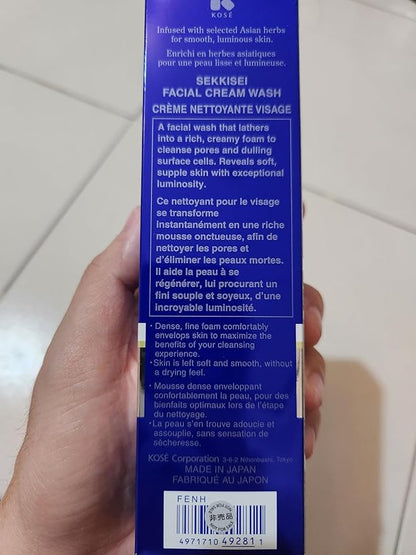 KOSÉ
Infused with selected Asian herbs
for smooth, luminous skin.
Enrichi en herbes asiatiques
pour une peau lisse et lumineuse.
SEKKISEI
FACIAL CREAM WASH
CRÈME NETTOYANTE VISAGE
A facial wash that lathers
into a rich, creamy foam to
cleanse pores and dulling
surface cells. Reveals soft,
supple skin with exceptional
luminosity.
Ce nettoyant pour le visage
se transforme
instantanément en une riche
mousse onctueuse, afin de
nettoyer les pores et
d'éliminer les peaux mortes.
Il aide la peau à se
régénérer, lui procurant un
fini souple et soyeux, d'une
incroyable luminosité.
·Dense, fine foam comfortably
envelops skin to maximize the
benefits of your cleansing
experience.
·Skin is left soft and smooth, without
a drying feel.
·Mousse dense enveloppant
confortablement la peau, pour des
bienfaits optimaux lors de l'étape
du nettoyage.
·La peau s'en trouve adoucie et
assouplie, sans sensation de
sécheresse.
KOSÉ Corporation 3-6-2 Nihonbashi, Tokyo
MADE IN JAPAN
FABRIQUÉ AU JAPON
FENH
非売品
NOT FOR SALE
4971710 492811